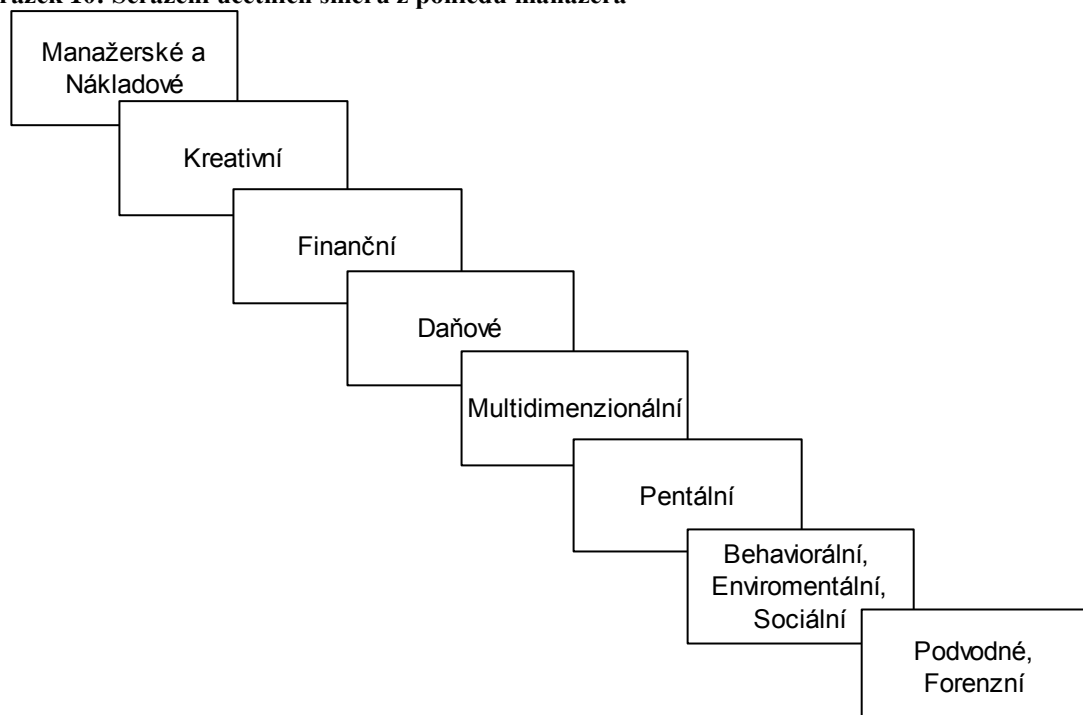 Manažerské a
Nákladové
Kreativní
Finanční
Daňové
Multidimenzionální
Pentální
Behaviorální,
Enviromentální,
Sociální
Podvodné,
Forenzní